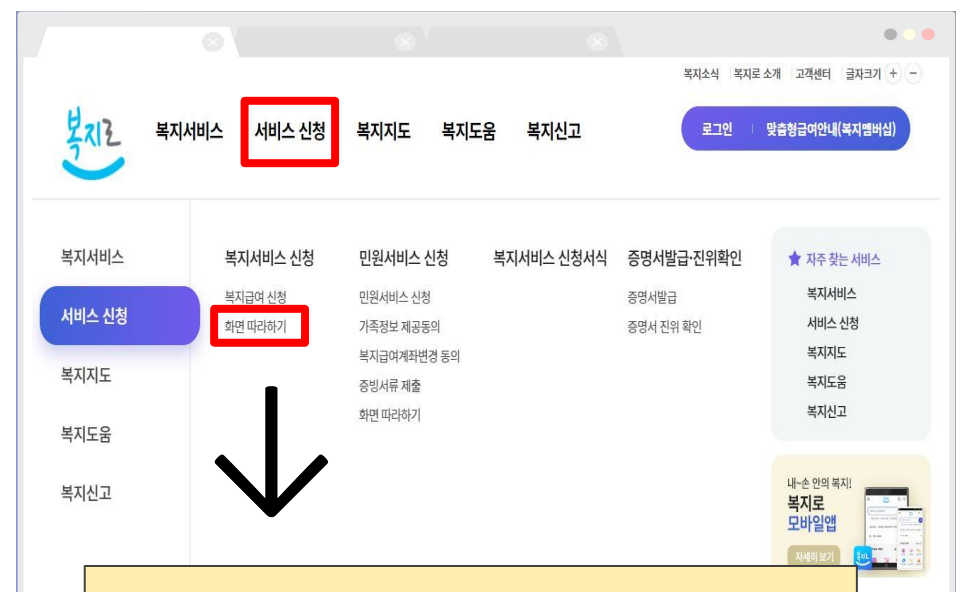 복지소식 복지로 소개 고객센터 글자크기 + -
복지로 복지서비스 서비스 신청 복지지도 복지도움 복지신고 로그인 맞춤형급여안내(복지멤버십)
복지서비스
서비스 신청
복지지도
복지도움
복지신고
복지서비스 신청
복지급여 신청
화면 따라하기
민원서비스 신청
민원서비스 신청
가족정보 제공동의
복지급여계좌변경 동의
증빙서류 제출
화면 따라하기
복지서비스 신청서식
증명서발급·진위확인
증명서발급
증명서 진위 확인
자주 찾는 서비스
복지서비스
서비스 신청
복지지도
복지도움
복지신고
내~손 안의 복지!
복지로
모바일앱
자세히 보기